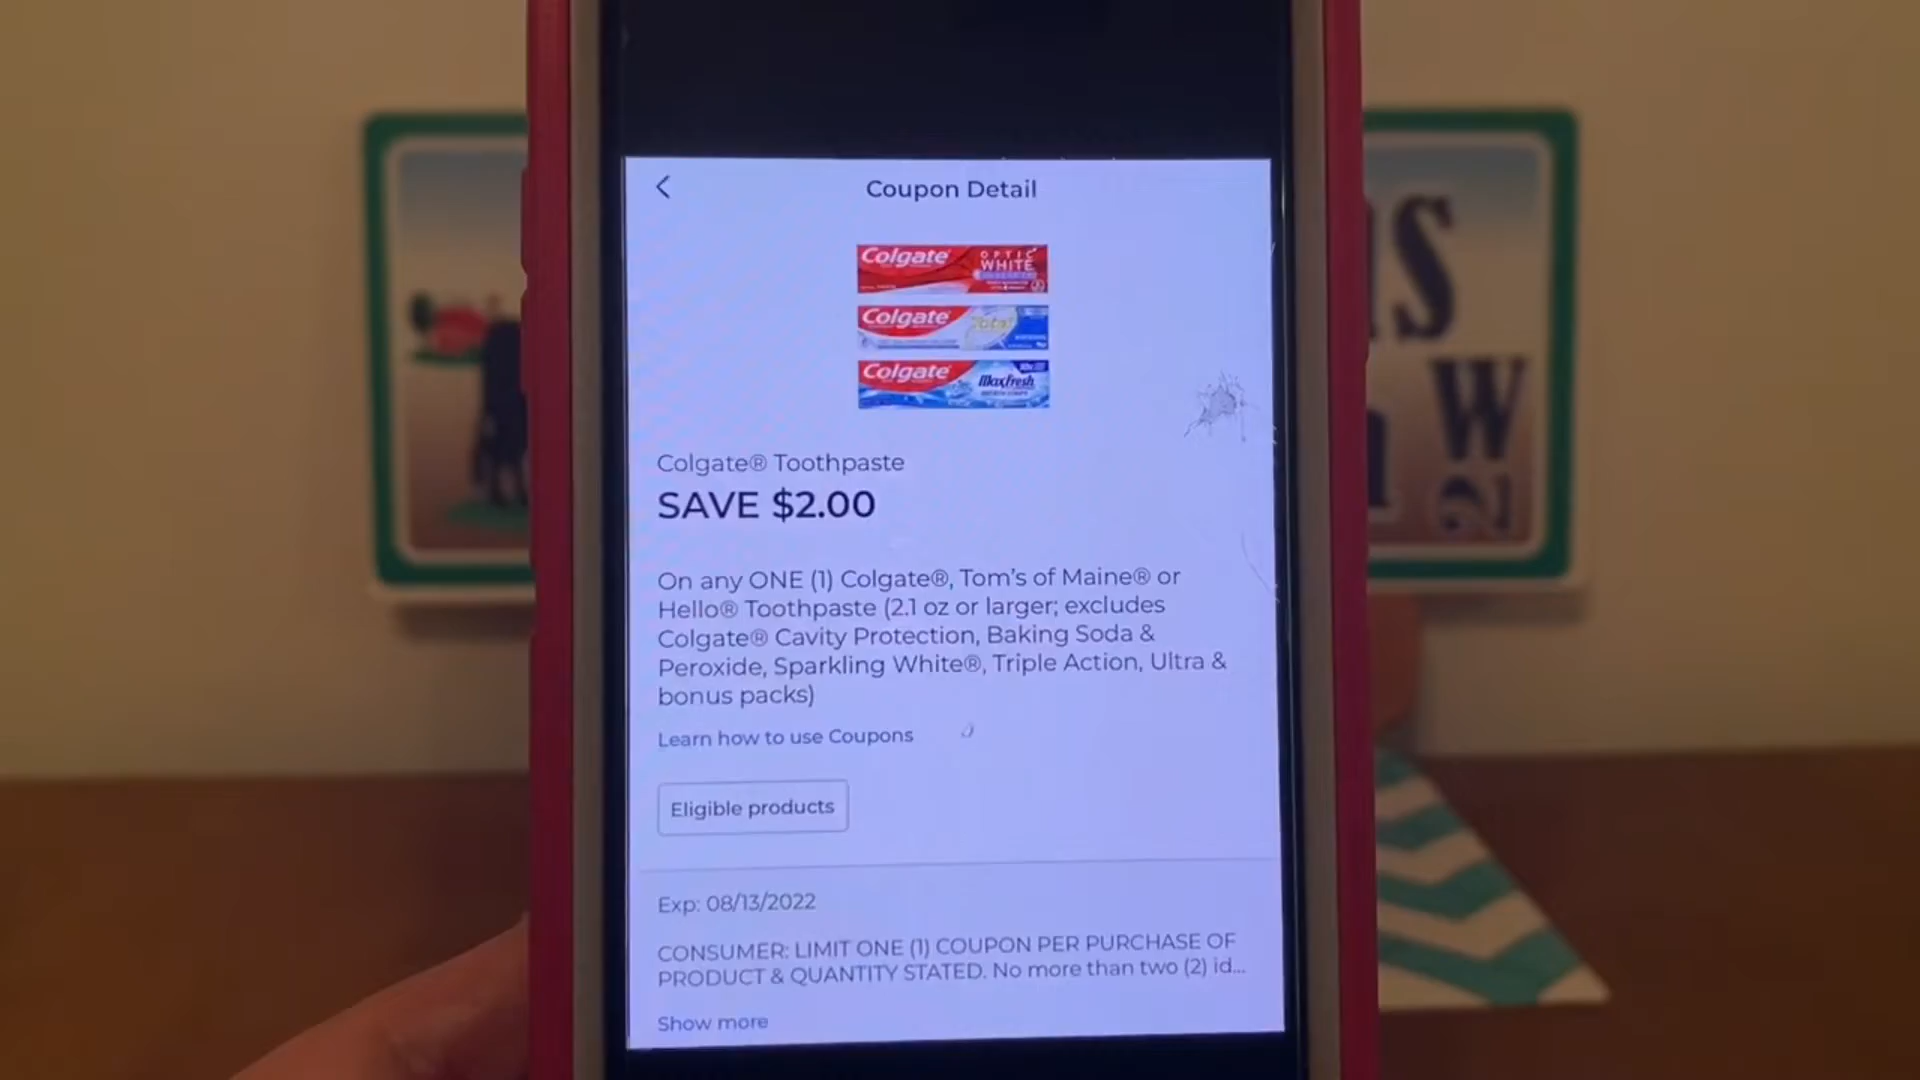 Coupon Detail
Colgate
OPTIC
WHITE
Colgate
Total
Colgate
Maxfresh
Colgate® Toothpaste
SAVE $2.00
On any ONE (1) Colgate®, Tom's of Maine® or
Hello® Toothpaste (2.1 oz or larger; excludes
Colgate® Cavity Protection, Baking Soda &
Peroxide, Sparkling White®, Triple Action, Ultra &
bonus packs)
Learn how to use Coupons
Eligible products
Exp: 08/13/2022
CONSUMER: LIMIT ONE (1) COUPON PER PURCHASE OF
PRODUCT & QUANTITY STATED. No more than two (2) id...
Show more